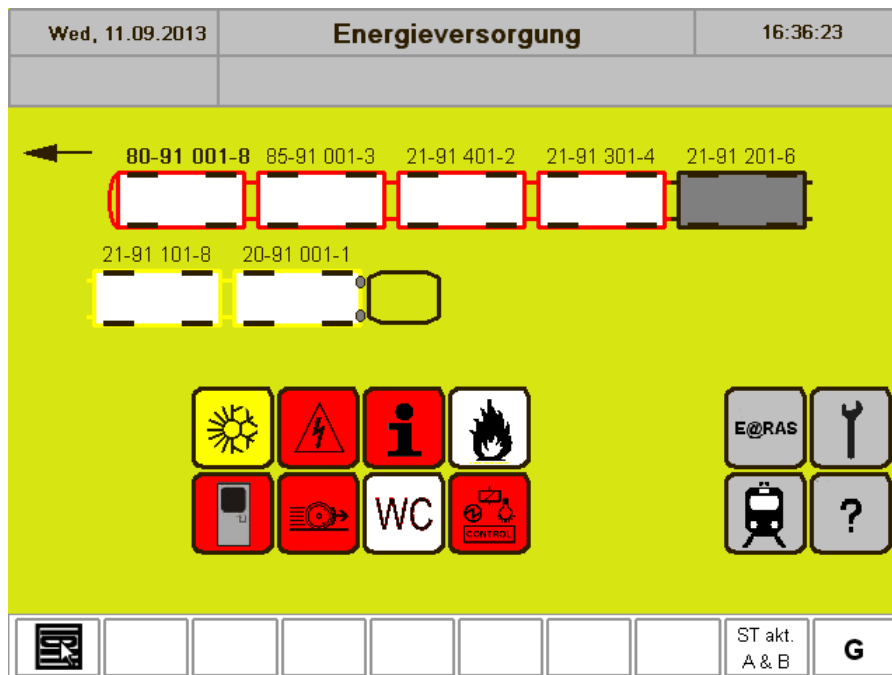 Wed, 11.09.2013 Energieversorgung 16:36:23
80-91 001-8 85-91 001-3 21-91 401-2 21-91 301-4 21-91 201-6
21-91 101-8 20-91 001-1
E@RAS
WC
CONTROL
?
ST akt.
A & B
G